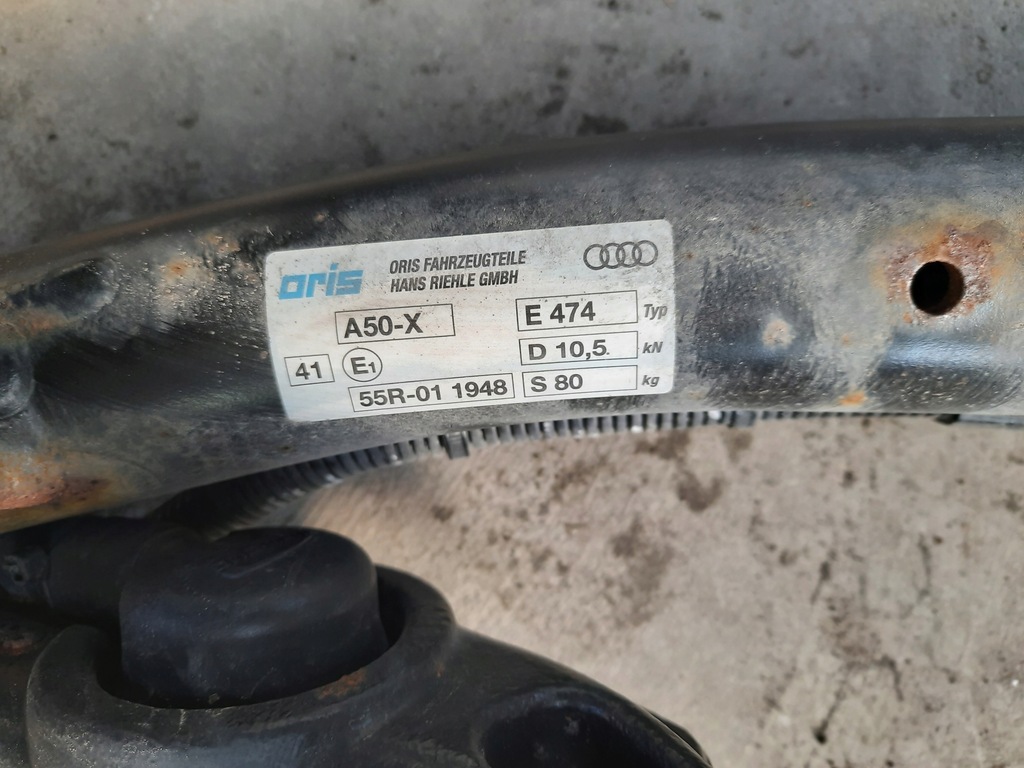 oris
ORIS FAHRZEUGTEILE
HANS RIEHLE GMBH
A50-X
E 474 Typ
41 E1
D 10,5 kN
55R-01 1948
S 80 kg